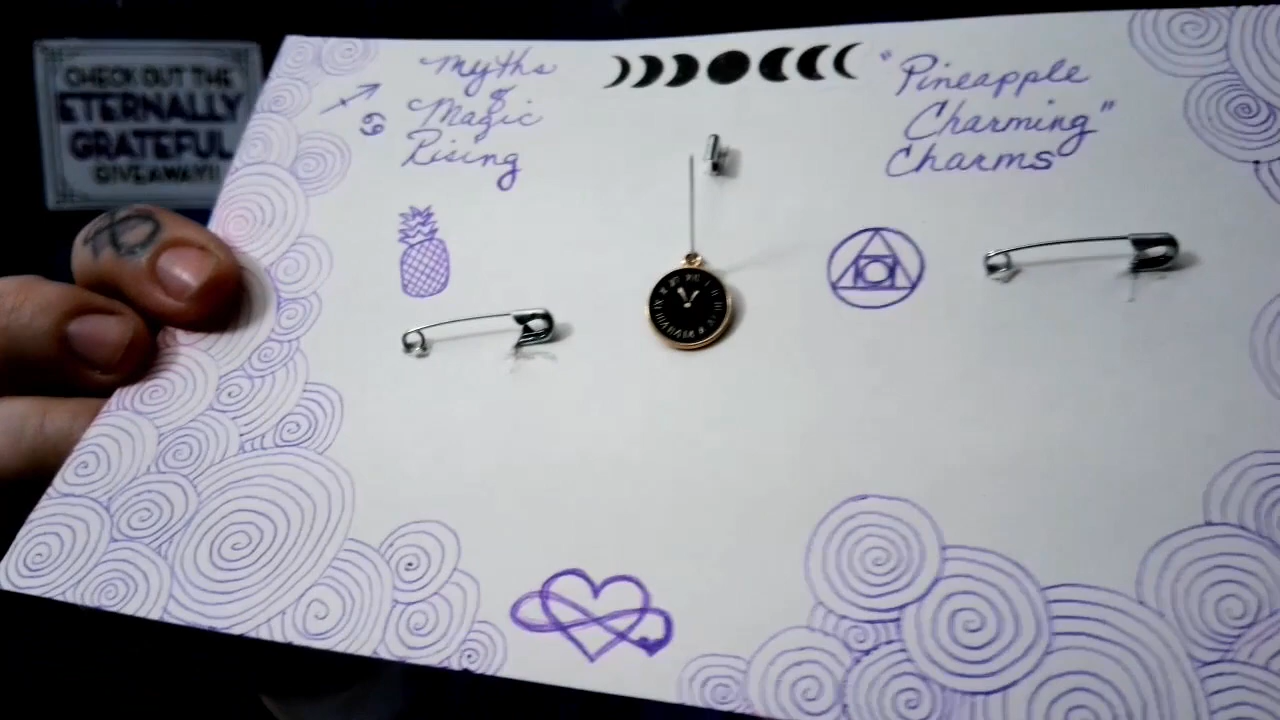 CHECK OUT THE
ETERNALLY
GRATEFUL
GIVEAWAY!!
Myths
&
Magic
Rising
"Pineapple
Charming"
Charms